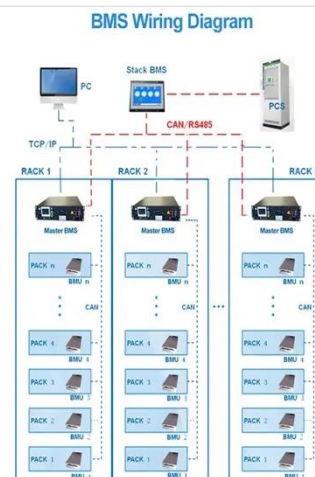 BMS Wiring Diagram
Stack BMS
PC
PCS
CAN/RS485
TCP/IP
RACK 1
RACK 2
RACK
Master BMS
Master BMS
Master BMS
PACK n
BMU n
PACK n
BMU n
PACK n
BMU n
CAN
CAN
CAN
PACK 4
BMU 4
PACK 4
BMU 4
PACK 4
BMU 4
PACK 3
BMU 3
PACK 3
BMU 3
PACK 3
BMU 3
PACK 2
BMU 2
PACK 2
BMU 2
PACK 2
BMU 2
PACK 1
PACK 1
PACK 1